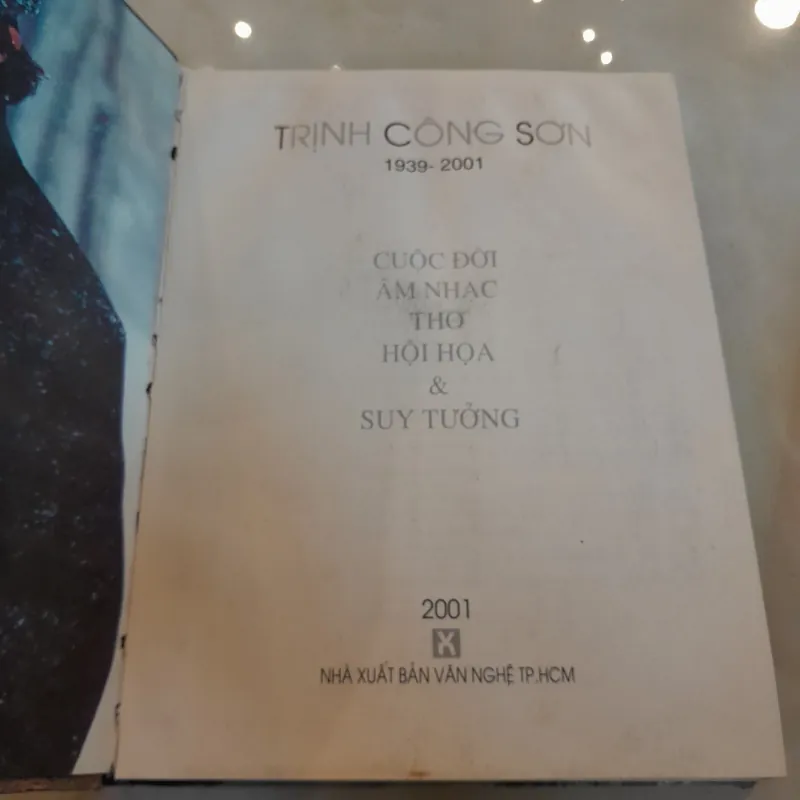 TRỊNH CÔNG SƠN
1939- 2001
CUỘC ĐỜI
ÂM NHẠC
THƠ
HỘI HỌA
&
SUY TƯỞNG
2001
NHÀ XUẤT BẢN VĂN NGHỆ TP.HCM